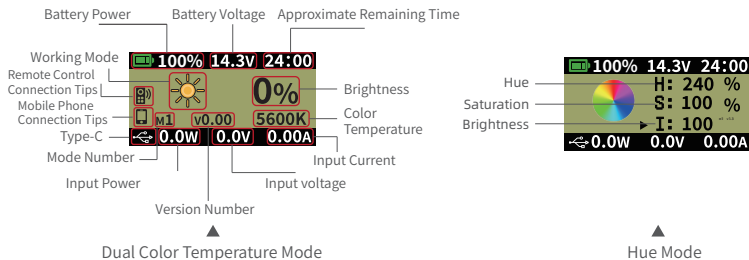 Battery Power
Battery Voltage
Approximate Remaining Time
Working Mode
Remote Control
Connection Tips
Mobile Phone
Connection Tips
Type-C
Mode Number
Input Power
Version Number
Input voltage
Input Current
Color
Temperature
Brightness
100% 14.3V 24:00
0%
M1 v0.00 5600K
0.0W 0.0V 0.00A
Dual Color Temperature Mode
Hue
Saturation
Brightness
100% 14.3V 24:00
H: 240 %
S: 100 %
I: 100
0.0W 0.0V 0.00A
Hue Mode